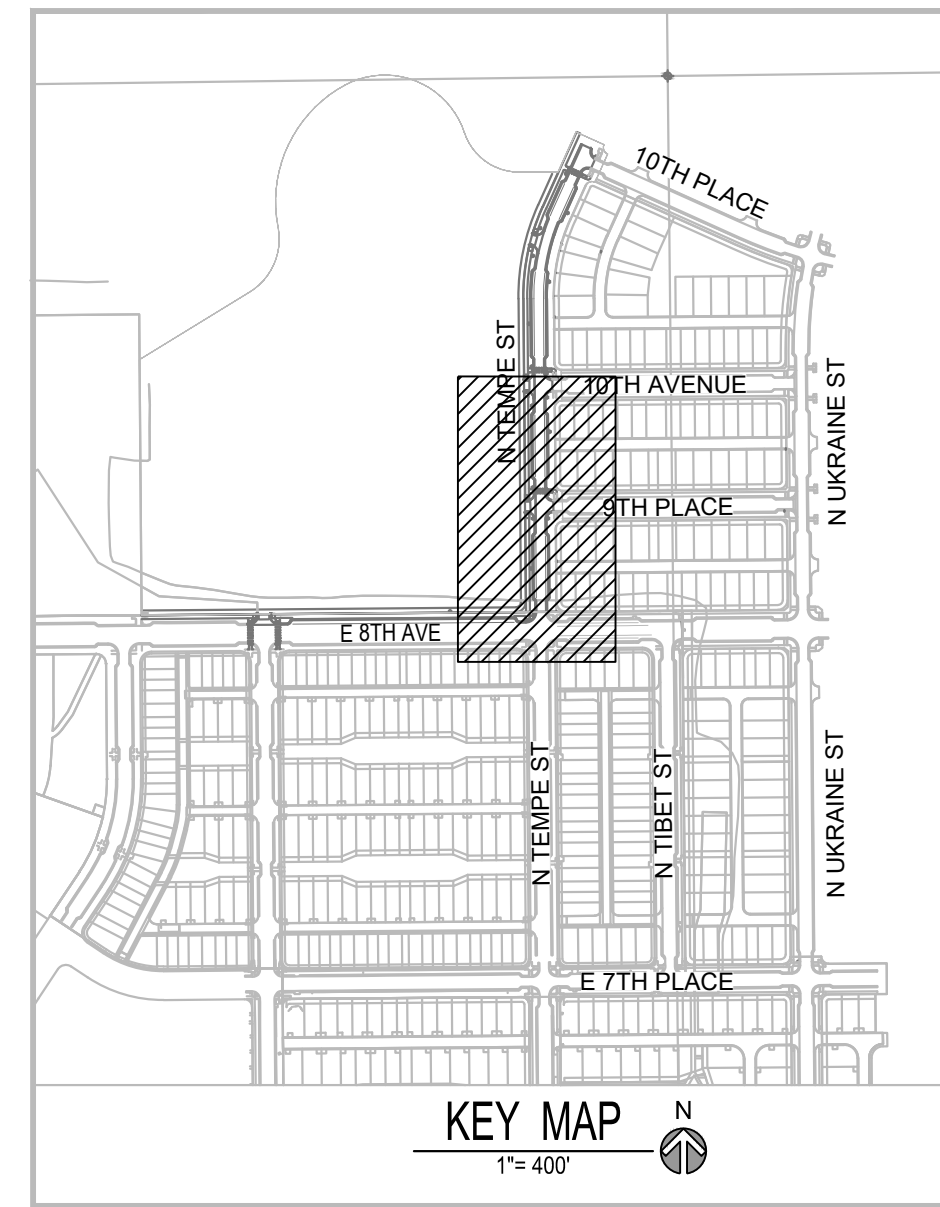 10TH PLACE
N TEMPE ST
10TH AVENUE
N UKRAINE ST
9TH PLACE
E 8TH AVE
N TEMPE ST
N TIBET ST
N UKRAINE ST
E 7TH PLACE
KEY MAP
N
1"= 400'